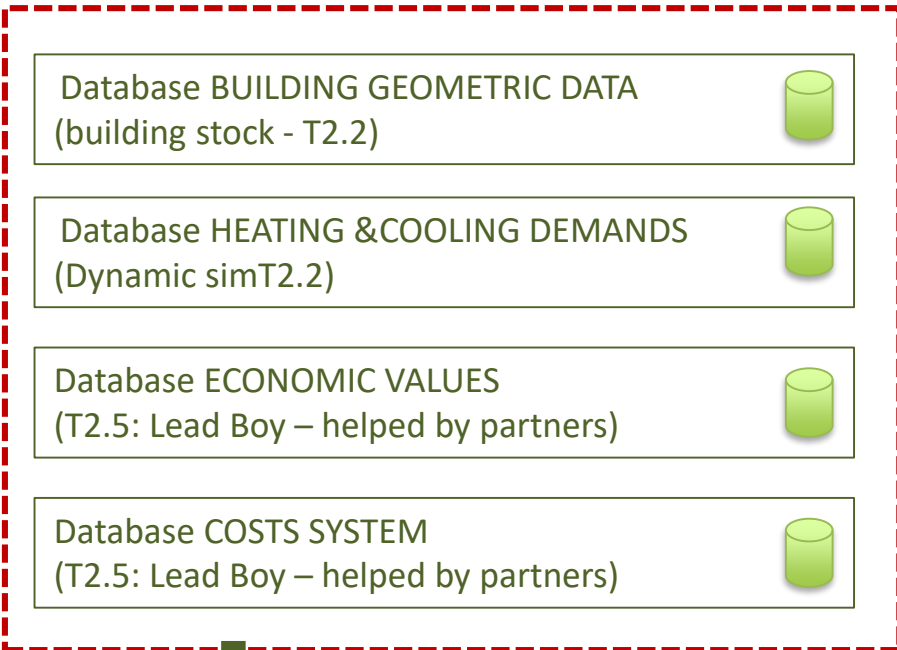 Database BUILDING GEOMETRIC DATA
(building stock - T2.2)
Database HEATING &COOLING DEMANDS
(Dynamic simT2.2)
Database ECONOMIC VALUES
(T2.5: Lead Boy – helped by partners)
Database COSTS SYSTEM
(T2.5: Lead Boy – helped by partners)